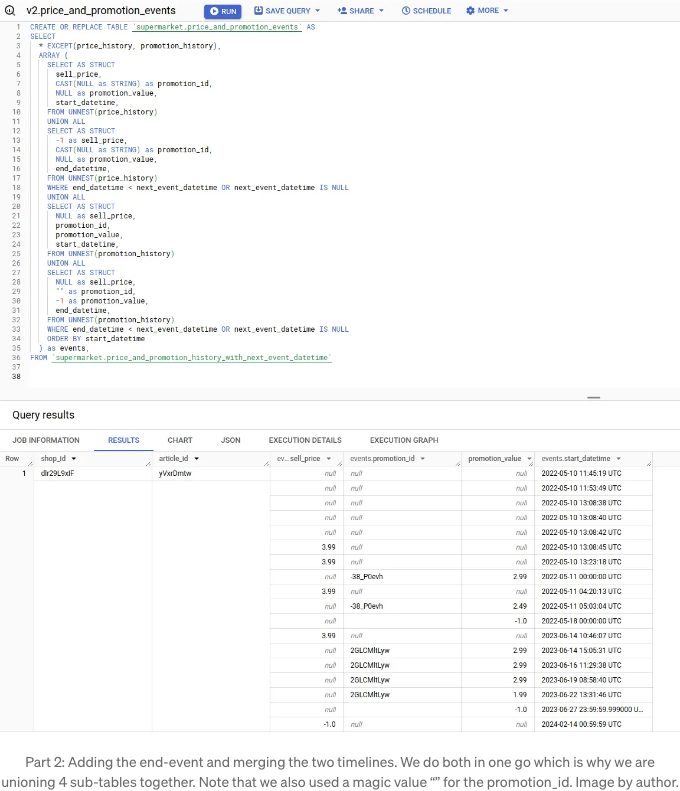 v2.price_and_promotion_events RUN SAVE QUERY SHARE SCHEDULE MORE
1 CREATE OR REPLACE TABLE `supermarket.price_and_promotion_events` AS
2 SELECT
3 * EXCEPT(price_history, promotion_history),
4 ARRAY (
5 SELECT AS STRUCT
6 sell_price,
7 CAST(NULL as STRING) as promotion_id,
8 NULL as promotion_value,
9 start_datetime,
10 FROM UNNEST(price_history)
11 UNION ALL
12 SELECT AS STRUCT
13 -1 as sell_price,
14 CAST(NULL as STRING) as promotion_id,
15 NULL as promotion_value,
16 end_datetime,
17 FROM UNNEST(price_history)
18 WHERE end_datetime < next_event_datetime OR next_event_datetime IS NULL
19 UNION ALL
20 SELECT AS STRUCT
21 NULL as sell_price,
22 promotion_id,
23 promotion_value,
24 start_datetime,
25 FROM UNNEST(promotion_history)
26 UNION ALL
27 SELECT AS STRUCT
28 NULL as sell_price,
29 "" as promotion_id,
30 -1 as promotion_value,
31 end_datetime,
32 FROM UNNEST(promotion_history)
33 WHERE end_datetime < next_event_datetime OR next_event_datetime IS NULL
34 ORDER BY start_datetime
35 ) as events,
36 FROM `supermarket.price_and_promotion_history_with_next_event_datetime`
37
38
Query results
JOB INFORMATION RESULTS CHART JSON EXECUTION DETAILS EXECUTION GRAPH
Row shop_id article_id ev... sell_price events.promotion_id promotion_value events.start_datetime
1 dlr29L9xIF yVxrDmtw null null null 2022-05-10 11:45:19 UTC
null null null 2022-05-10 11:53:49 UTC
null null null 2022-05-10 13:08:38 UTC
null null null 2022-05-10 13:08:40 UTC
null null null 2022-05-10 13:08:42 UTC
3.99 null null 2022-05-10 13:08:45 UTC
3.99 null null 2022-05-10 13:23:18 UTC
null -38_P0evh 2.99 2022-05-11 00:00:00 UTC
3.99 null null 2022-05-11 04:20:13 UTC
null -38_P0evh 2.49 2022-05-11 05:03:04 UTC
null -1.0 2022-05-18 00:00:00 UTC
3.99 null null 2023-06-14 10:46:07 UTC
null 2GLCMltLyw 2.99 2023-06-14 15:05:31 UTC
null 2GLCMltLyw 2.99 2023-06-16 11:29:38 UTC
null 2GLCMltLyw 2.99 2023-06-19 08:58:40 UTC
null 2GLCMltLyw 1.99 2023-06-22 13:31:46 UTC
null -1.0 2023-06-27 23:59:59.999000 U...
-1.0 null null 2024-02-14 00:59:59 UTC
Part 2: Adding the end-event and merging the two timelines. We do both in one go which is why we are
unioning 4 sub-tables together. Note that we also used a magic value “” for the promotion_id. Image by author.